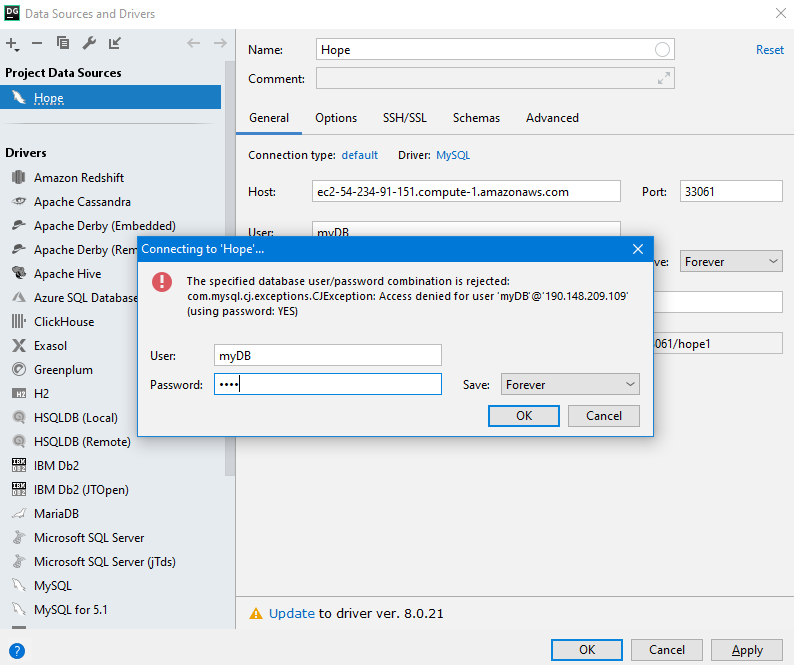 DG Data Sources and Drivers
Project Data Sources
Hope
Drivers
Amazon Redshift
Apache Cassandra
Apache Derby (Embedded)
Apache Derby (Rem
Apache Hive
Azure SQL Database
ClickHouse
Exasol
Greenplum
H2 H2
HSQLDB (Local)
HSQLDB (Remote)
IBM DB2 IBM Db2
IBM DB2 IBM Db2 (JTOpen)
MariaDB
Microsoft SQL Server
Microsoft SQL Server (jTds)
MySQL
MySQL for 5.1
?
Name: Hope Reset
Comment:
General Options SSH/SSL Schemas Advanced
Connection type: default Driver: MySQL
Host: ec2-54-234-91-151.compute-1.amazonaws.com Port: 33061
User: myDB
ve: Forever
061/hope1
Connecting to 'Hope'...
The specified database user/password combination is rejected:
com.mysql.cj.exceptions.CJException: Access denied for user 'myDB'@'190.148.209.109'
(using password: YES)
User: myDB
Password: •••• Save: Forever
OK Cancel
Update to driver ver. 8.0.21
OK Cancel Apply